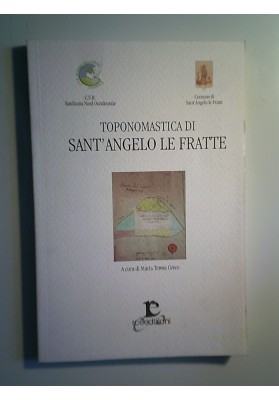 C.S.R.
Basilicata Nord Occidentale
Comune di
Sant'Angelo le Fratte
TOPONOMASTICA DI
SANT'ANGELO LE FRATTE
A cura di Maria Teresa Greco